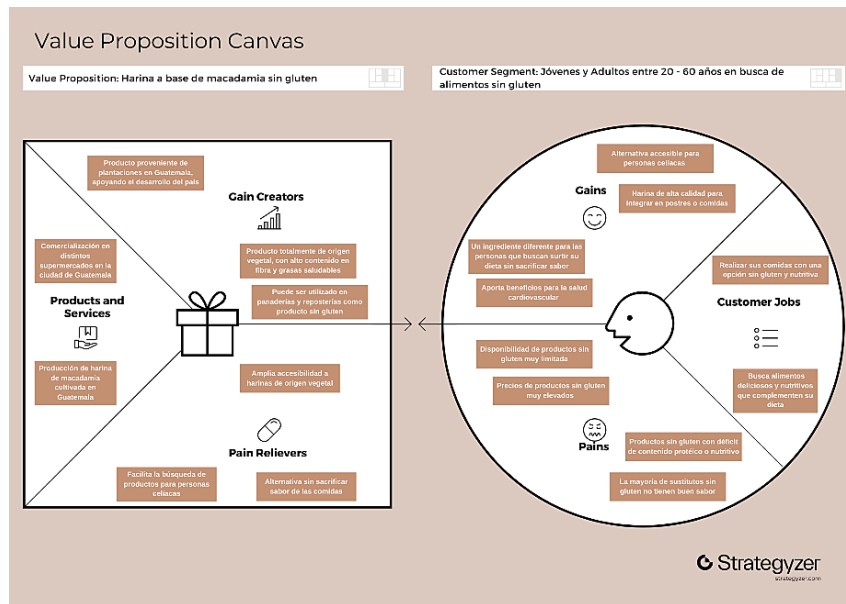 Value Proposition Canvas
Value Proposition: Harina a base de macadamia sin gluten
Customer Segment: Jóvenes y Adultos entre 20 - 60 años en busca de
alimentos sin gluten
Producto proveniente de
plantaciones en Guatemala,
apoyando el desarrollo del país
Gain Creators
Comercialización en
distintos
supermercados en la
ciudad de Guatemala
Producto totalmente de origen
vegetal, con alto contenido en
fibra y grasas saludables
Products and
Services
Puede ser utilizado en
panaderías y reposterías como
producto sin gluten
Producción de harina
de macadamia
cultivada en
Guatemala
Amplia accesibilidad a
harinas de origen vegetal
Pain Relievers
Facilita la búsqueda de
productos para personas
celiacas
Alternativa sin sacrificar
sabor de las comidas
Alternativa accesible para
personas celiacas
Gains
Harina de alta calidad para
integrar en postres o comidas
Un ingrediente diferente para las
personas que buscan surtir su
dieta sin sacrificar sabor
Aporta beneficios para la salud
cardiovascular
Realizar sus comidas con una
opción sin gluten y nutritiva
Customer Jobs
Busca alimentos
deliciosos y nutritivos
que complementen su
dieta
Disponibilidad de productos sin
gluten muy limitada
Precios de productos sin gluten
muy elevados
Pains
Productos sin gluten con déficit
de contenido protéico o nutritivo
La mayoría de sustitutos sin
gluten no tienen buen sabor
Strategyzer
strategyzer.com